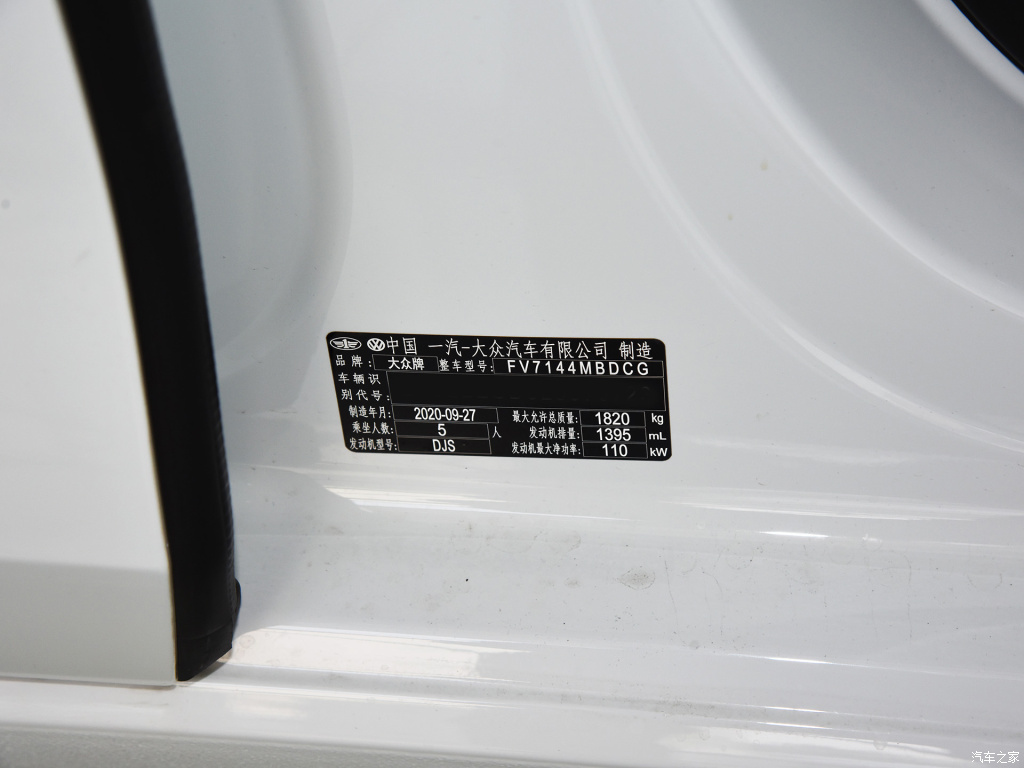 中国 一汽-大众汽车有限公司 制造
品牌: 大众牌 整车型号: FV7144MBDCG
车辆识
别代号:
制造年月: 2020-09-27 最大允许总质量: 1820 kg
乘坐人数: 5 人 发动机排量: 1395 mL
发动机型号: DJS 发动机最大净功率: 110 kW
汽车之家